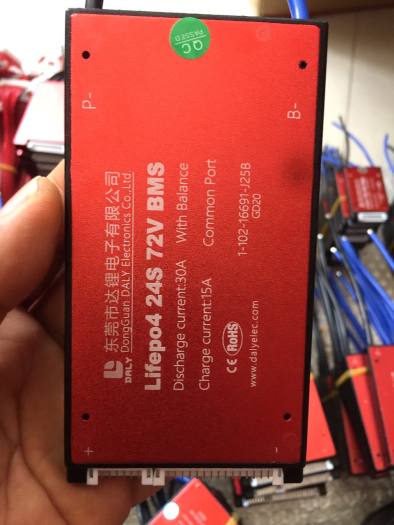 QC
PASSED
P-
B-
东莞市达锂电子有限公司
DALY
DongGuan DALY Electronics Co.,Ltd
Lifepo4 24S 72V BMS
Discharge current:30A With Balance
Charge current:15A Common Port
1-102-16691-J25B
GD20
CE RoHS
www.dalyelec.com
+
-